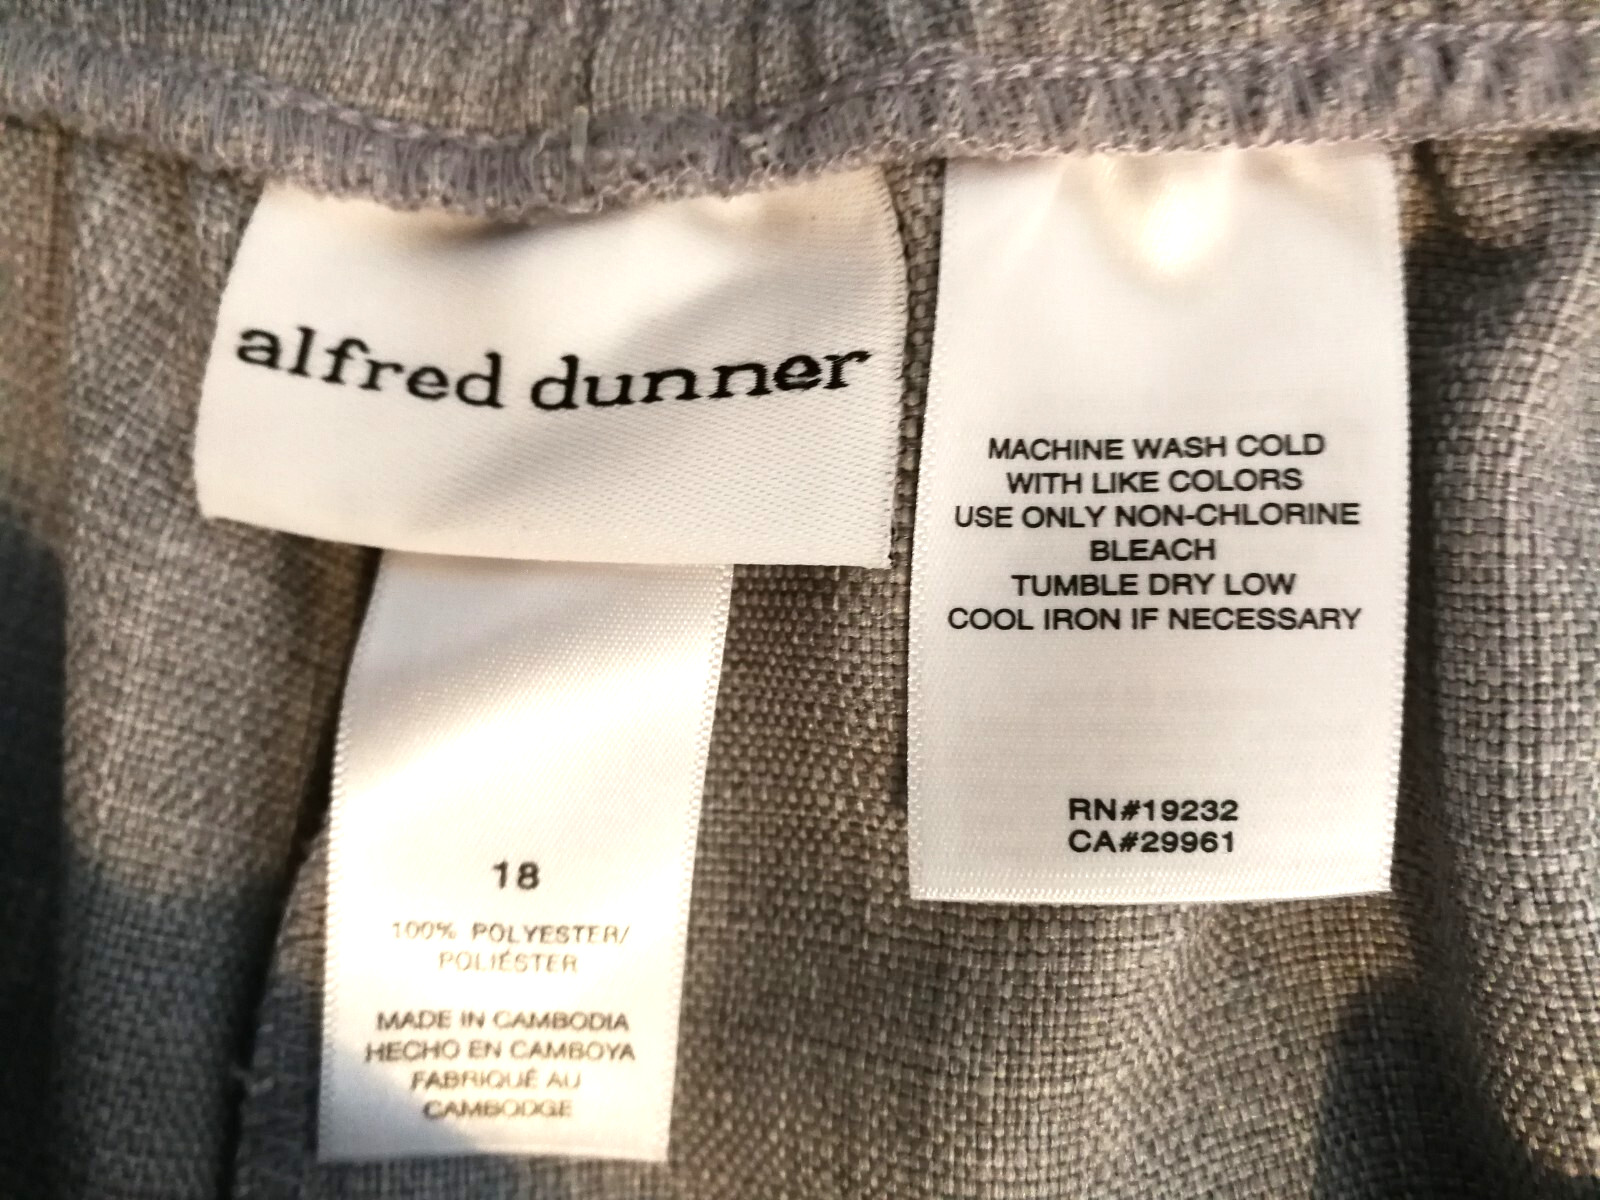 alfred dunner
18
100% POLYESTER/
POLIÉSTER
MADE IN CAMBODIA
HECHO EN CAMBOYA
FABRIQUÉ AU
CAMBODGE
MACHINE WASH COLD
WITH LIKE COLORS
USE ONLY NON-CHLORINE
BLEACH
TUMBLE DRY LOW
COOL IRON IF NECESSARY
RN#19232
CA#29961